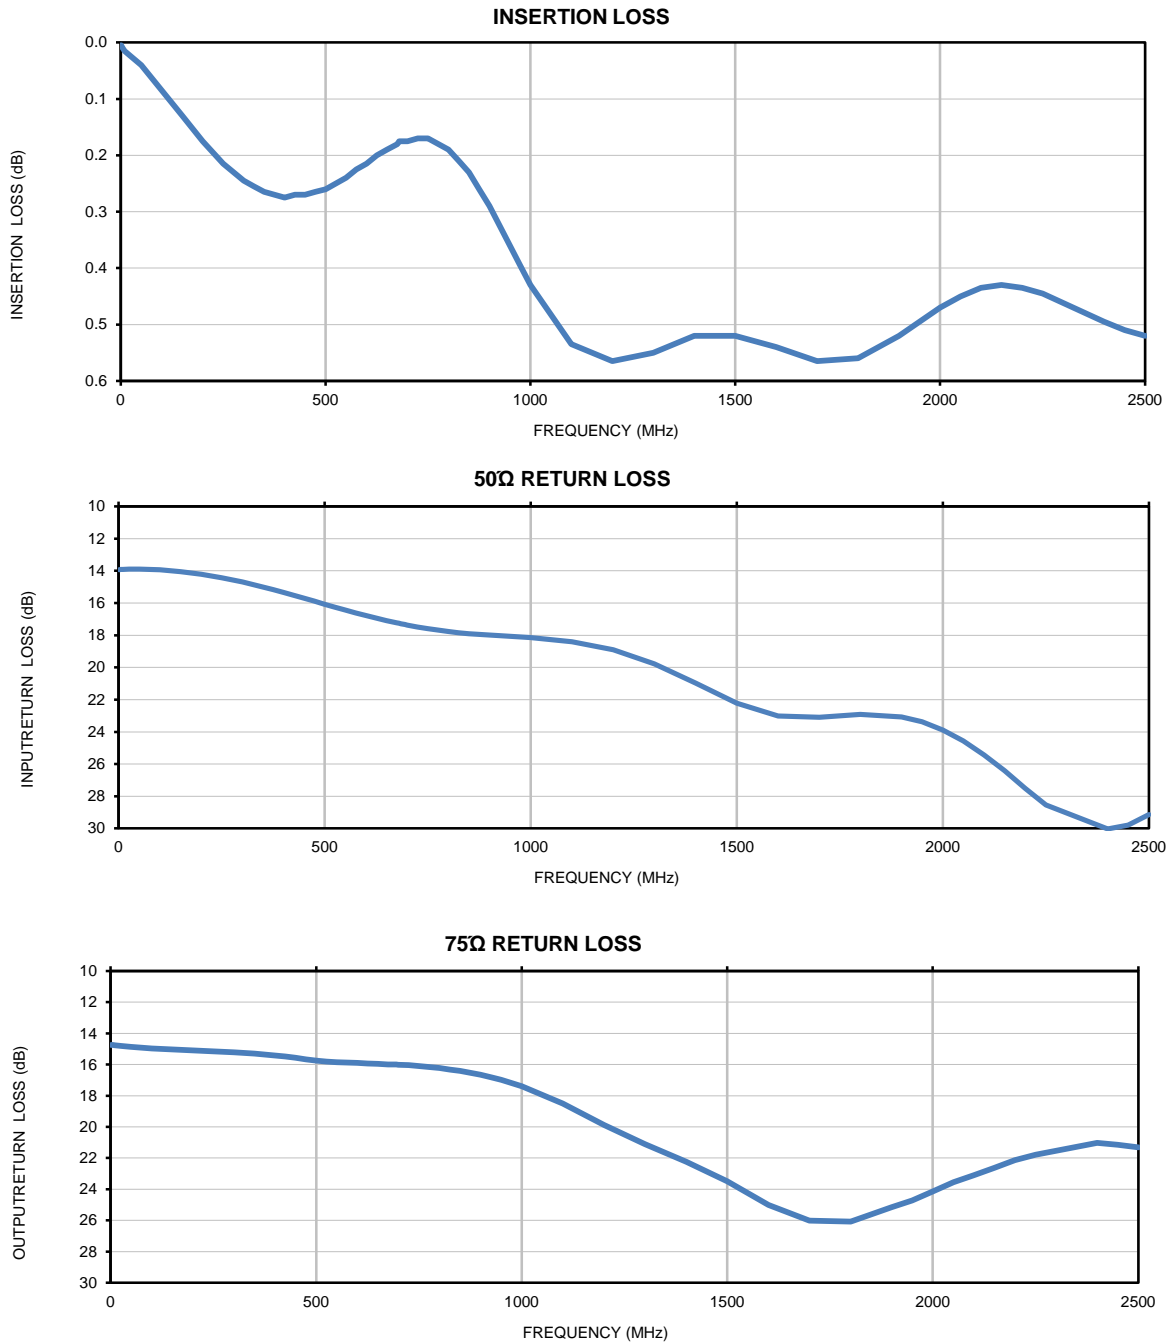 INSERTION LOSS
0.0
0.1
0.2
0.3
0.4
0.5
0.6
INSERTION LOSS (dB)
0 500 1000 1500 2000 2500
FREQUENCY (MHz)
50Ω RETURN LOSS
10
12
14
16
18
20
22
24
26
28
30
INPUTRETURN LOSS (dB)
0 500 1000 1500 2000 2500
FREQUENCY (MHz)
75Ω RETURN LOSS
10
12
14
16
18
20
22
24
26
28
30
OUTPUTRETURN LOSS (dB)
0 500 1000 1500 2000 2500
FREQUENCY (MHz)